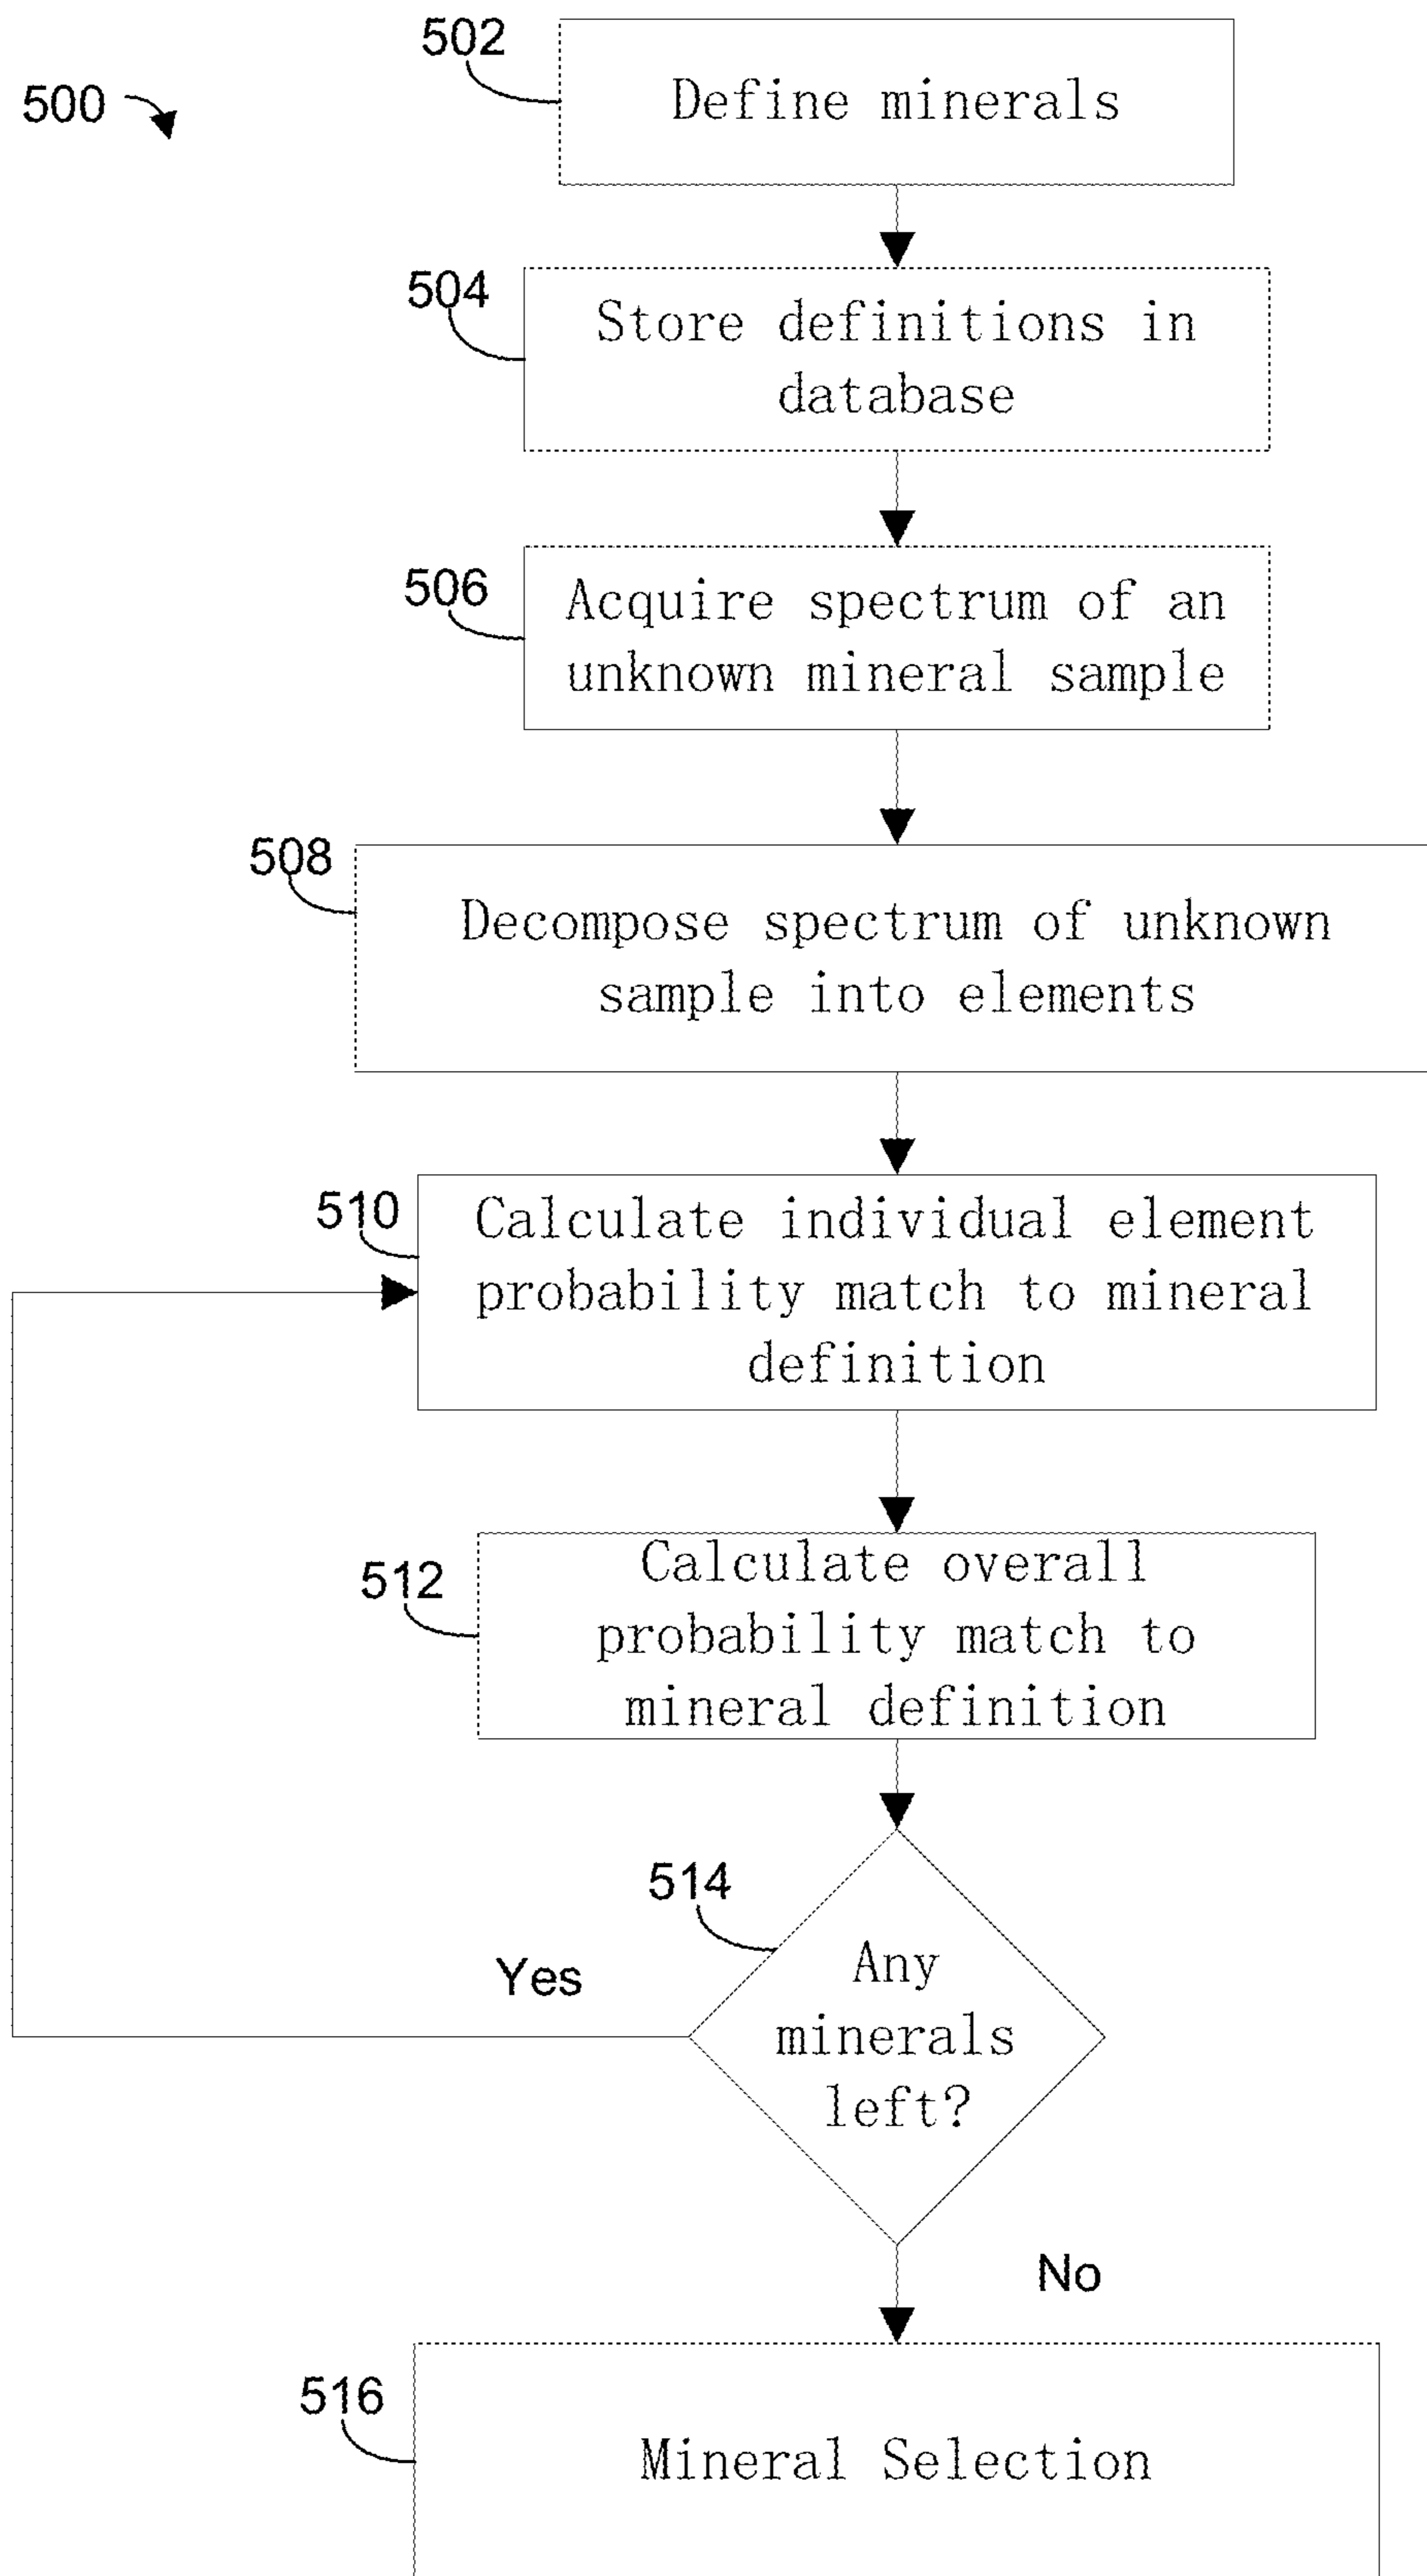 502
Define minerals
500
504
Store definitions in
database
506
Acquire spectrum of an
unknown mineral sample
508
Decompose spectrum of unknown
sample into elements
510
Calculate individual element
probability match to mineral
definition
512
Calculate overall
probability match to
mineral definition
514
Any
minerals
left?
Yes
No
516
Mineral Selection